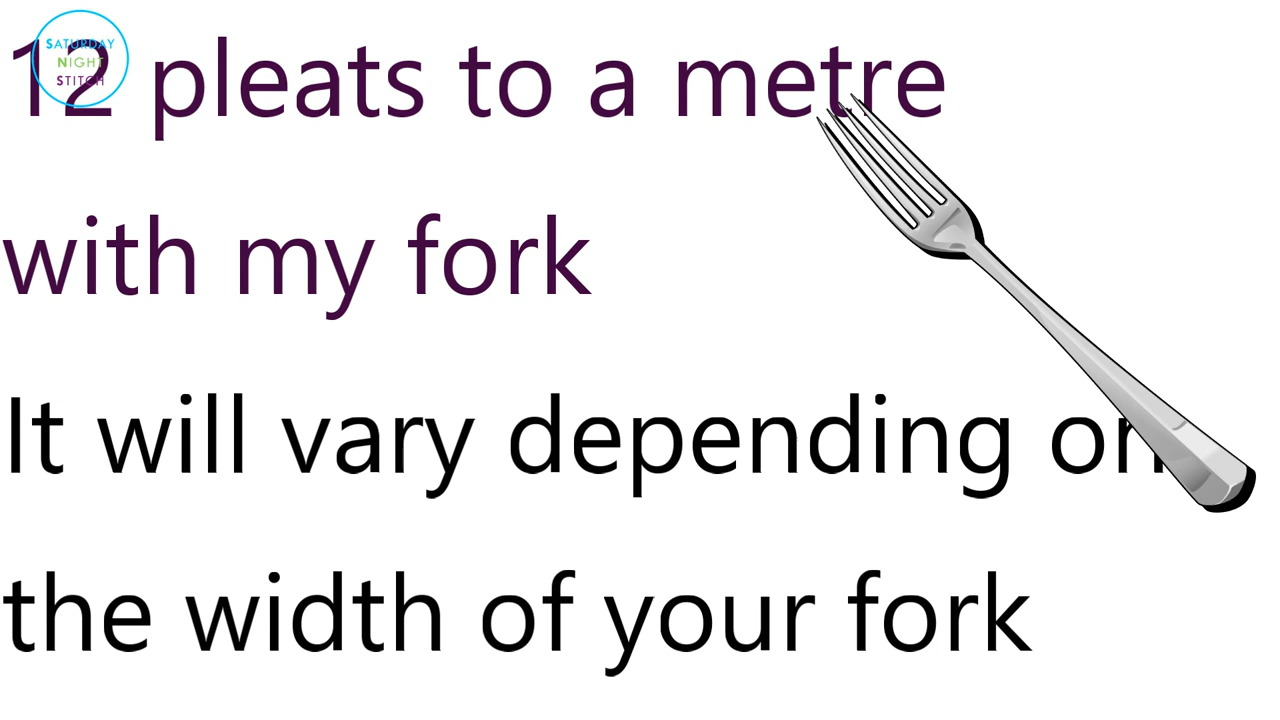 SATURDAY
NIGHT
STITCH
12 pleats to a metre
with my fork
It will vary depending on
the width of your fork